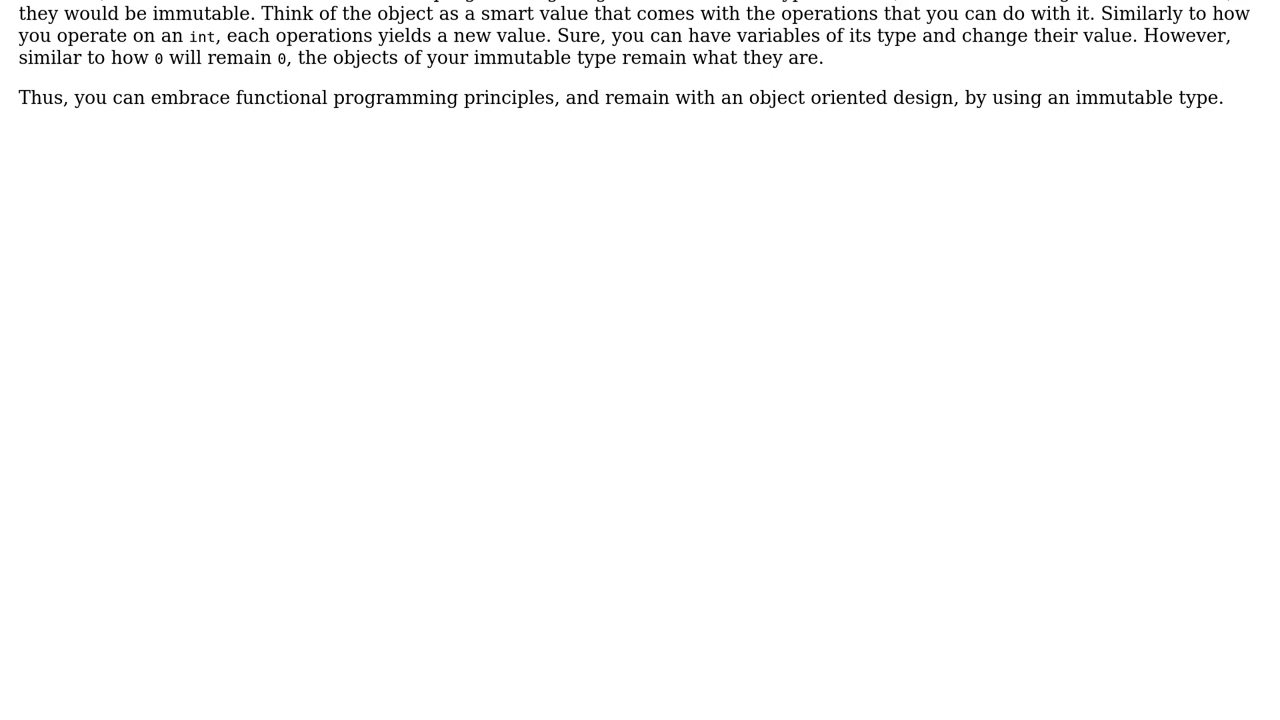 they would be immutable. Think of the object as a smart value that comes with the operations that you can do with it. Similarly to how
you operate on an int, each operations yields a new value. Sure, you can have variables of its type and change their value. However,
similar to how 0 will remain 0, the objects of your immutable type remain what they are.
Thus, you can embrace functional programming principles, and remain with an object oriented design, by using an immutable type.